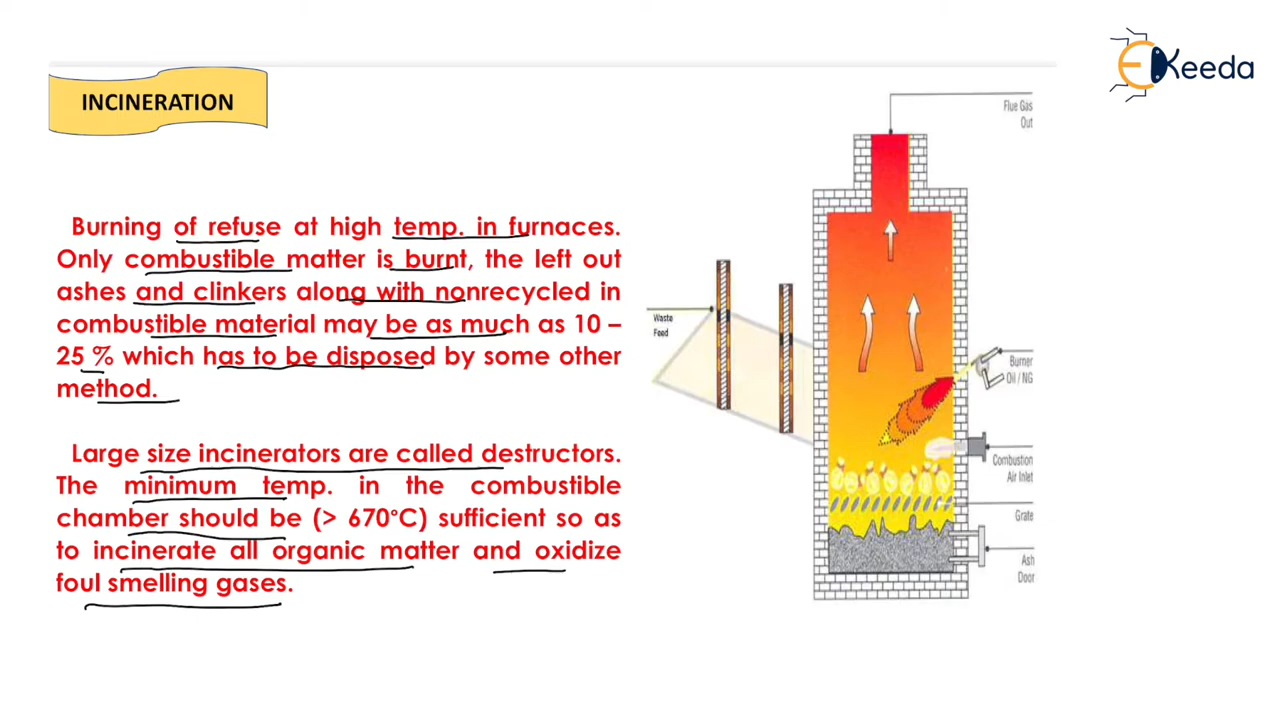 Keeda
INCINERATION
Burning of refuse at high temp. in furnaces.
Only combustible matter is burnt, the left out
ashes and clinkers along with nonrecycled in
combustible material may be as much as 10 –
25 % which has to be disposed by some other
method.
Large size incinerators are called destructors.
The minimum temp. in the combustible
chamber should be (> 670°C) sufficient so as
to incinerate all organic matter and oxidize
foul smelling gases.
Flue Gas
Out
Waste
Feed
Burner
Oil / NG
Combustion
Air Inlet
Grate
Ash
Door